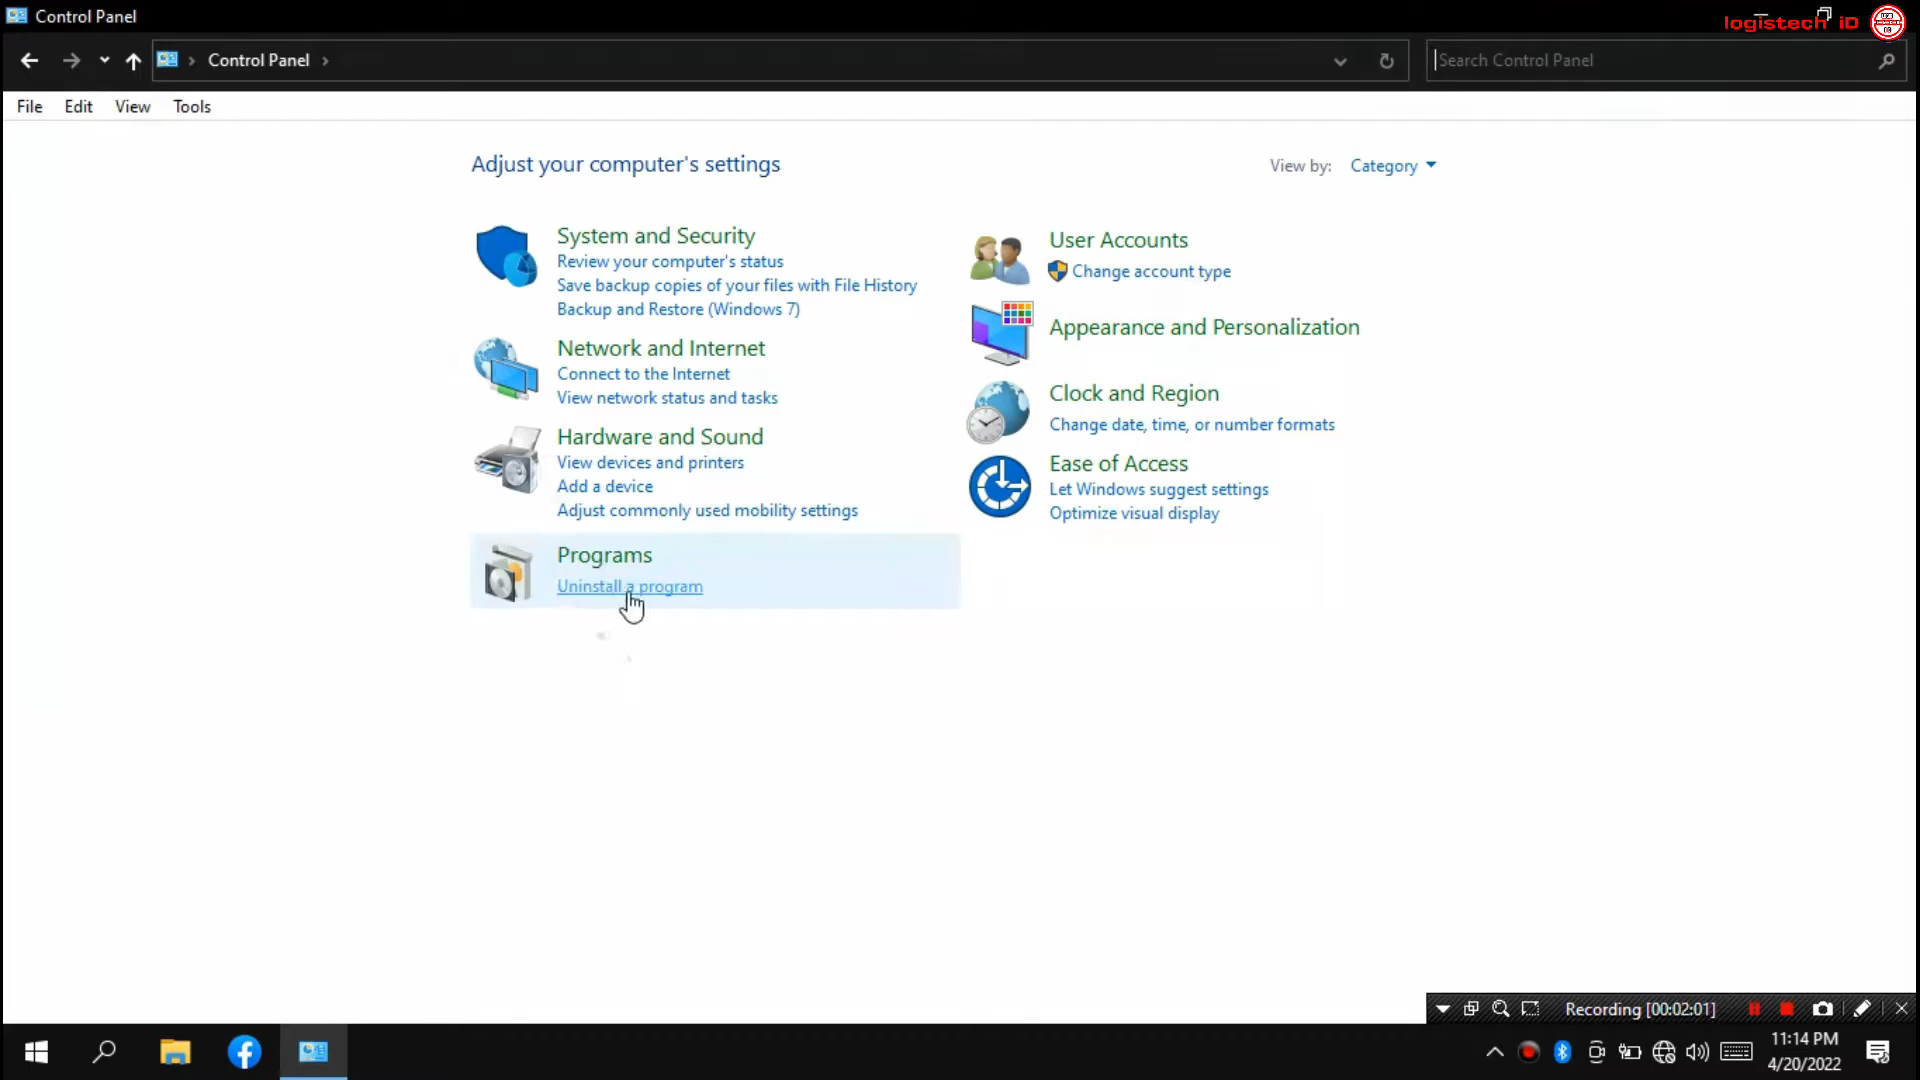 Control Panel
logistech iD
Control Panel
Search Control Panel
File Edit View Tools
Adjust your computer's settings
View by: Category
System and Security
Review your computer's status
Save backup copies of your files with File History
Backup and Restore (Windows 7)
Network and Internet
Connect to the Internet
View network status and tasks
Hardware and Sound
View devices and printers
Add a device
Adjust commonly used mobility settings
Programs
Uninstall a program
User Accounts
Change account type
Appearance and Personalization
Clock and Region
Change date, time, or number formats
Ease of Access
Let Windows suggest settings
Optimize visual display
Recording [00:02:01]
11:14 PM
4/20/2022